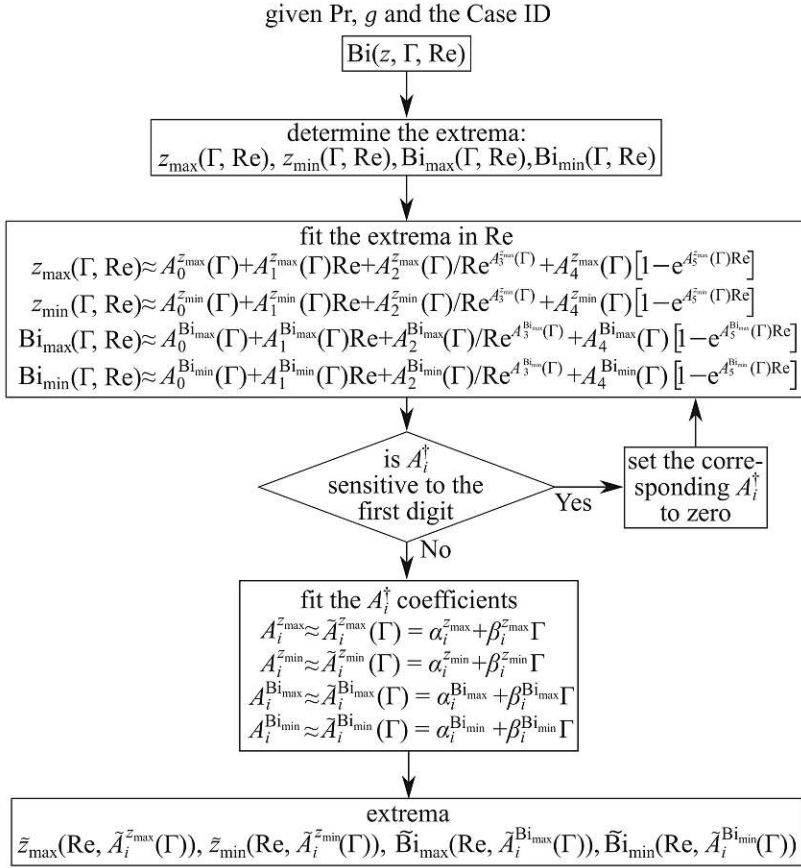 given Pr, g and the Case ID
Bi(z, Γ, Re)
determine the extrema:
z_max(Γ, Re), z_min(Γ, Re), Bi_max(Γ, Re),Bi_min(Γ, Re)
fit the extrema in Re
z_max(Γ, Re)≈ A_0^{z_max}(Γ)+A_1^{z_max}(Γ)Re+A_2^{z_max}(Γ)/Re^{A_3^{z_max}(Γ)}+A_4^{z_max}(Γ)[1−e^{A_5^{z_max}(Γ)Re}]
z_min(Γ, Re)≈ A_0^{z_min}(Γ)+A_1^{z_min}(Γ)Re+A_2^{z_min}(Γ)/Re^{A_3^{z_min}(Γ)}+A_4^{z_min}(Γ)[1−e^{A_5^{z_min}(Γ)Re}]
Bi_max(Γ, Re)≈ A_0^{Bi_max}(Γ)+A_1^{Bi_max}(Γ)Re+A_2^{Bi_max}(Γ)/Re^{A_3^{Bi_max}(Γ)}+A_4^{Bi_max}(Γ)[1−e^{A_5^{Bi_max}(Γ)Re}]
Bi_min(Γ, Re)≈ A_0^{Bi_min}(Γ)+A_1^{Bi_min}(Γ)Re+A_2^{Bi_min}(Γ)/Re^{A_3^{Bi_min}(Γ)}+A_4^{Bi_min}(Γ)[1−e^{A_5^{Bi_min}(Γ)Re}]
is A_i^†
sensitive to the
first digit
Yes
set the corre-
sponding A_i^†
to zero
No
fit the A_i^† coefficients
A_i^{z_max}≈Ã_i^{z_max}(Γ) = α_i^{z_max}+β_i^{z_max}Γ
A_i^{z_min}≈Ã_i^{z_min}(Γ) = α_i^{z_min}+β_i^{z_min}Γ
A_i^{Bi_max}≈Ã_i^{Bi_max}(Γ) = α_i^{Bi_max}+β_i^{Bi_max}Γ
A_i^{Bi_min}≈Ã_i^{Bi_min}(Γ) = α_i^{Bi_min}+β_i^{Bi_min}Γ
extrema
z̃_max(Re, Ã_i^{z_max}(Γ)), z̃_min(Re, Ã_i^{z_min}(Γ)), B̃i_max(Re, Ã_i^{Bi_max}(Γ)),B̃i_min(Re, Ã_i^{Bi_min}(Γ))